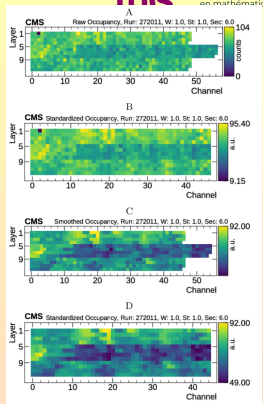 en mathémati
A
CMS Raw Occupancy, Run: 272011, W: 1.0, St: 1.0, Sec: 6.0
104
counts
0
Layer
1
5
9
0 10 20 30 40 50
Channel
B
CMS Standardized Occupancy, Run: 272011, W: 1.0, St: 1.0, Sec: 6.0
95.40
a.u.
9.15
Layer
1
5
9
0 10 20 30 40
Channel
C
CMS Smoothed Occupancy, Run: 272011, W: 1.0, St: 1.0, Sec: 6.0
92.00
a.u.
Layer
1
5
9
0 10 20 30 40 50
Channel
D
CMS Standardized Occupancy, Run: 272011, W: 1.0, St: 1.0, Sec: 6.0
92.00
a.u.
49.00
Layer
1
5
9
0 10 20 30 40
Channel